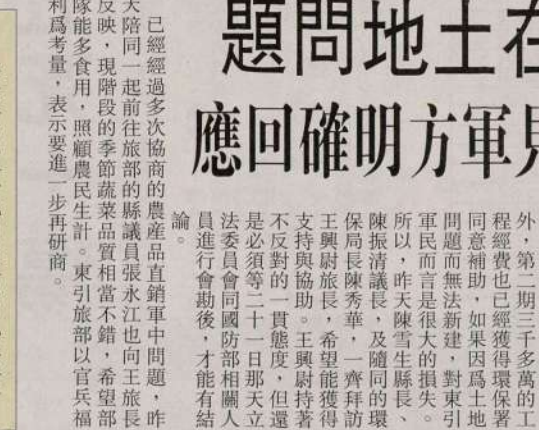 在土地問題
見軍方明確回應
外，第二期三千多萬的工
程經費也已經獲得環保署
同意補助，如果因爲土地
問題而無法新建，對東引
軍民而言是很大的損失。
所以，昨天陳雪生縣長、
陳振清議長，及隨同的環
保局長陳秀華，一齊拜訪
王興尉旅長，希望能獲得
支持與協助。王興尉持著
不反對的一貫態度，但還
是必須等二十一日那天立
法委員會同國防部相關人
員進行會勘後，才能有結
論。
已經經過多次協商的農產品直銷軍中問題，昨
天陪同一起前往旅部的縣議員張永江也向王旅長
反映，現階段的季節蔬菜品質相當不錯，希望部
隊能多食用，照顧農民生計。東引旅部以官兵福
利爲考量，表示要進一步再研商。